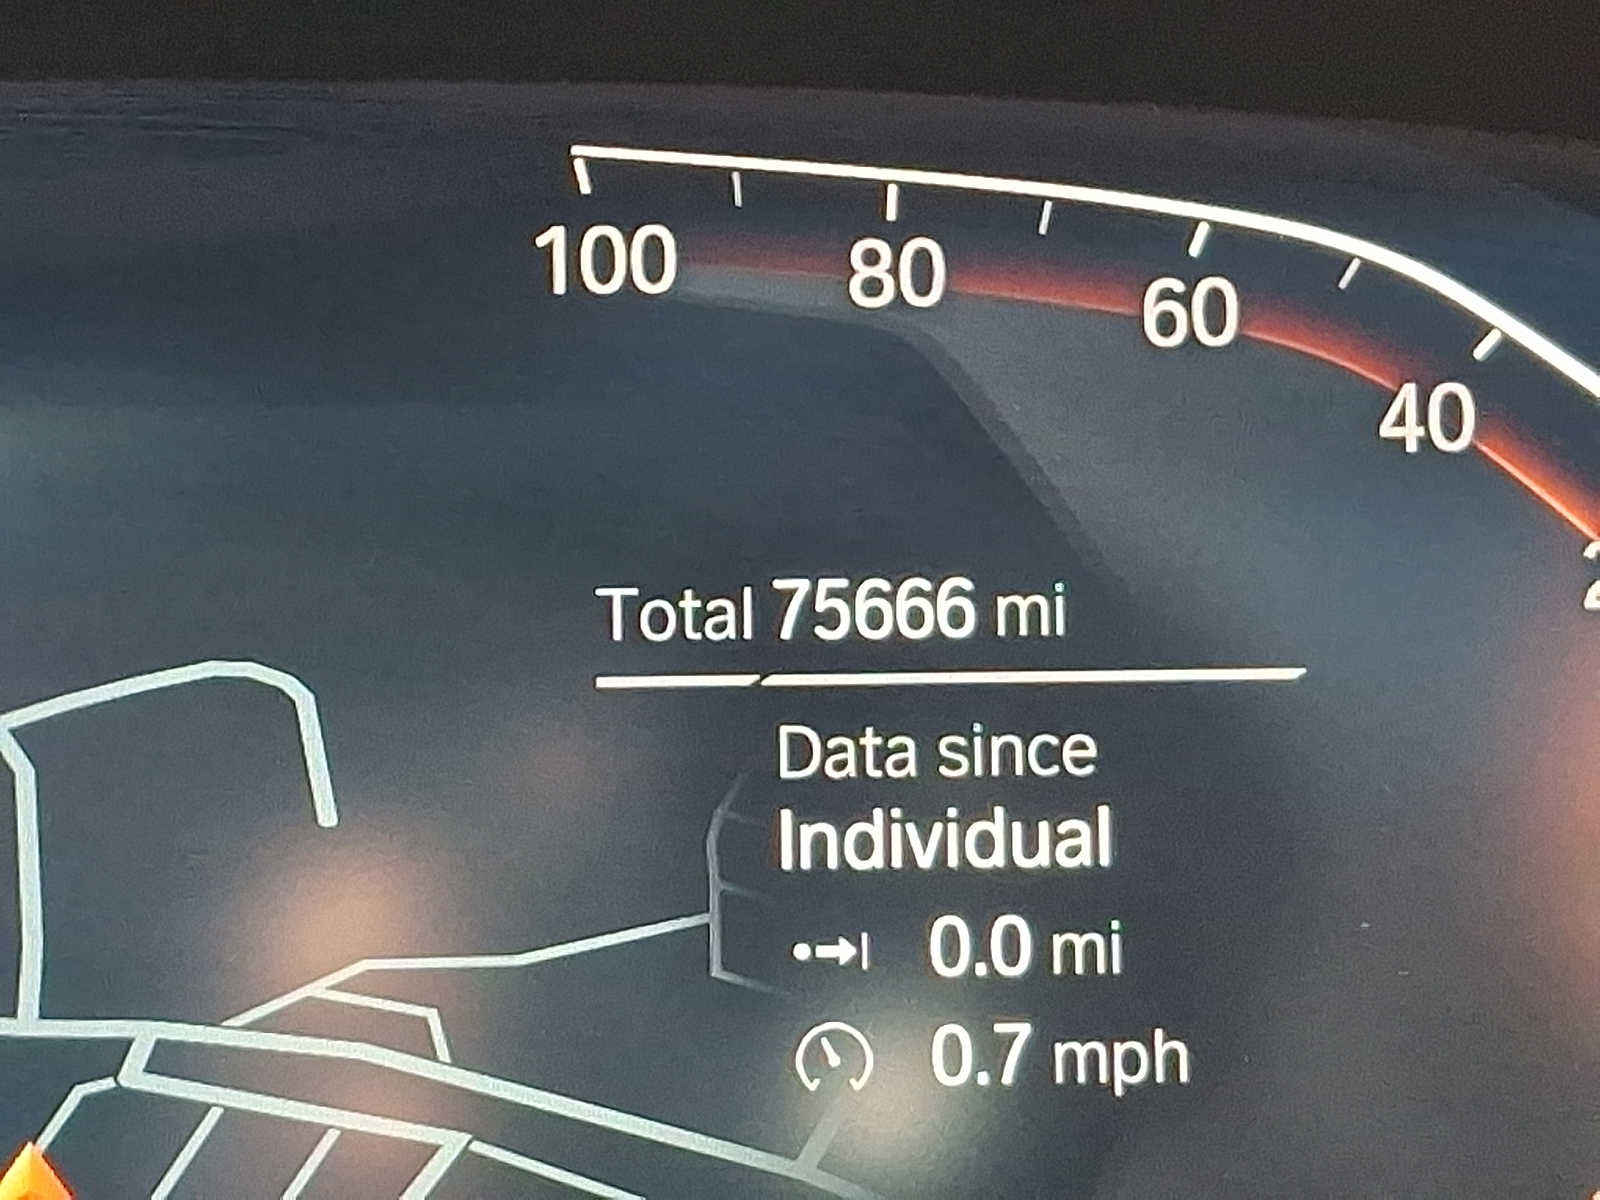 100
80
60
40
Total 75666 mi
Data since
Individual
0.0 mi
0.7 mph